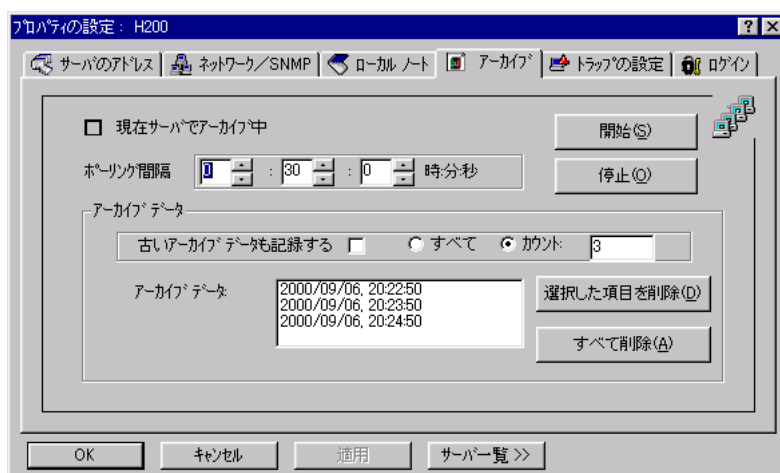 プロパティの設定： H200
サーバのアドレス ネットワーク／SNMP ローカル ノート アーカイブ トラップの設定 ログイン
現在サーバでアーカイブ中
開始(S)
ポーリング間隔 0 : 30 : 0 時:分:秒
停止(O)
アーカイブ データ
古いアーカイブ データも記録する すべて カウント: 3
アーカイブ データ:
2000/09/06, 20:22:50
2000/09/06, 20:23:50
2000/09/06, 20:24:50
選択した項目を削除(D)
すべて削除(A)
OK キャンセル 適用 サーバ一覧 >>